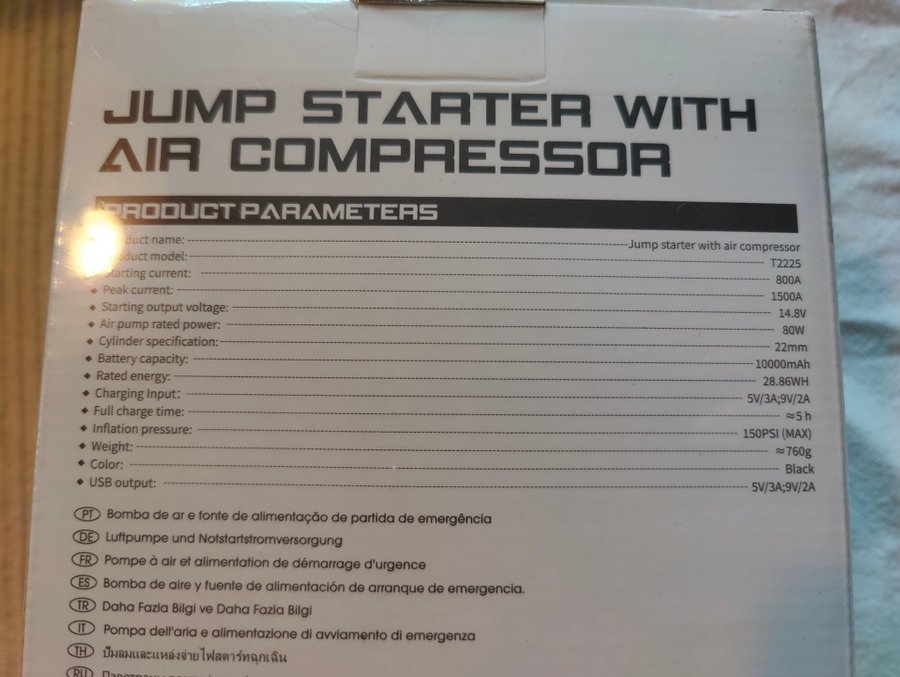 JUMP STARTER WITH
AIR COMPRESSOR
PRODUCT PARAMETERS
name: Jump starter with air compressor
model: T2225
Starting current: 800A
Peak current: 1500A
Starting output voltage: 14.8V
Air pump rated power: 80W
Cylinder specification: 22mm
Battery capacity: 10000mAh
Rated energy: 28.86WH
Charging Input: 5V/3A;9V/2A
Full charge time: ≈5 h
Inflation pressure: 150PSI (MAX)
Weight: ≈760g
Color: Black
USB output: 5V/3A;9V/2A
PT Bomba de ar e fonte de alimentação de partida de emergência
DE Luftpumpe und Notstartstromversorgung
FR Pompe à air et alimentation de démarrage d'urgence
ES Bomba de aire y fuente de alimentación de arranque de emergencia.
TR Daha Fazla Bilgi ve Daha Fazla Bilgi
IT Pompa dell'aria e alimentazione di avviamento di emergenza
TH ปั๊มลมและแหล่งจ่ายไฟสตาร์ทฉุกเฉิน
RU